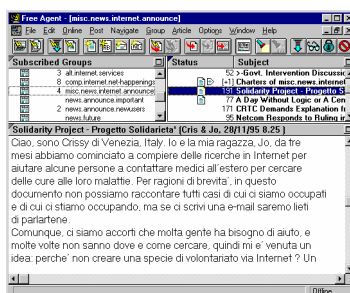 Free Agent - [misc.news.internet.announce]
File Edit Online Post Navigate Group Article Options Window Help
Subscribed Groups
3 alt.internet.services
8 comp.internet.net-happenings
4 misc.news.internet.announce
news.announce.important
2 news.announce.newusers
news.future
Status Subject
52 >-Govt. Intervention Discussio
[+1] Charters of misc.news.internet
191 Solidarity Project - Progetto S
77 A Day Without Logic or A Con
171 CRTC Demands Explanation h
95 Netcom Responds to Ruling ir
Solidarity Project - Progetto Solidarieta' (Cris & Jo, 28/11/95 8.25 )
Ciao, sono Crissy di Venezia, Italy. Io e la mia ragazza, Jo, da tre
mesi abbiamo cominciato a compiere delle ricerche in Internet per
aiutare alcune persone a contattare medici all'estero per cercare
delle cure alle loro malattie. Per ragioni di brevita', in questo
documento non possiamo raccontare tutti casi di cui ci siamo occupati
e di cui ci stiamo occupando, ma se ci scrivi una e-mail saremo lieti
di parlartene.
Comunque, ci siamo accorti che molta gente ha bisogno di aiuto, e
molte volte non sanno dove e come cercare, quindi mi e' venuta un
idea: perche' non creare una specie di volontariato via Internet ? Un
Offline